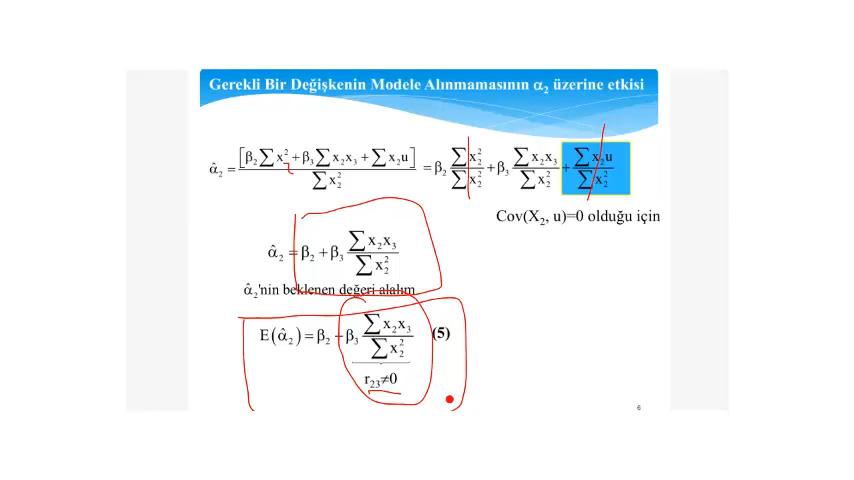 Gerekli Bir Değişkenin Modele Alınmamasının α₂ üzerine etkisi
α̂₂ = [β₂∑x² + β₃∑x₂x₃ + ∑x₂u] / ∑x₂² = β₂ ∑x₂² / ∑x₂² + β₃ ∑x₂x₃ / ∑x₂² + ∑x₂u / ∑x₂²
Cov(X₂, u)=0 olduğu için
α̂₂ = β₂ + β₃ ∑x₂x₃ / ∑x₂²
α̂₂'nin beklenen değeri alalım
E(α̂₂) = β₂ + β₃ ∑x₂x₃ / ∑x₂² (5)
r₂₃≠0
6